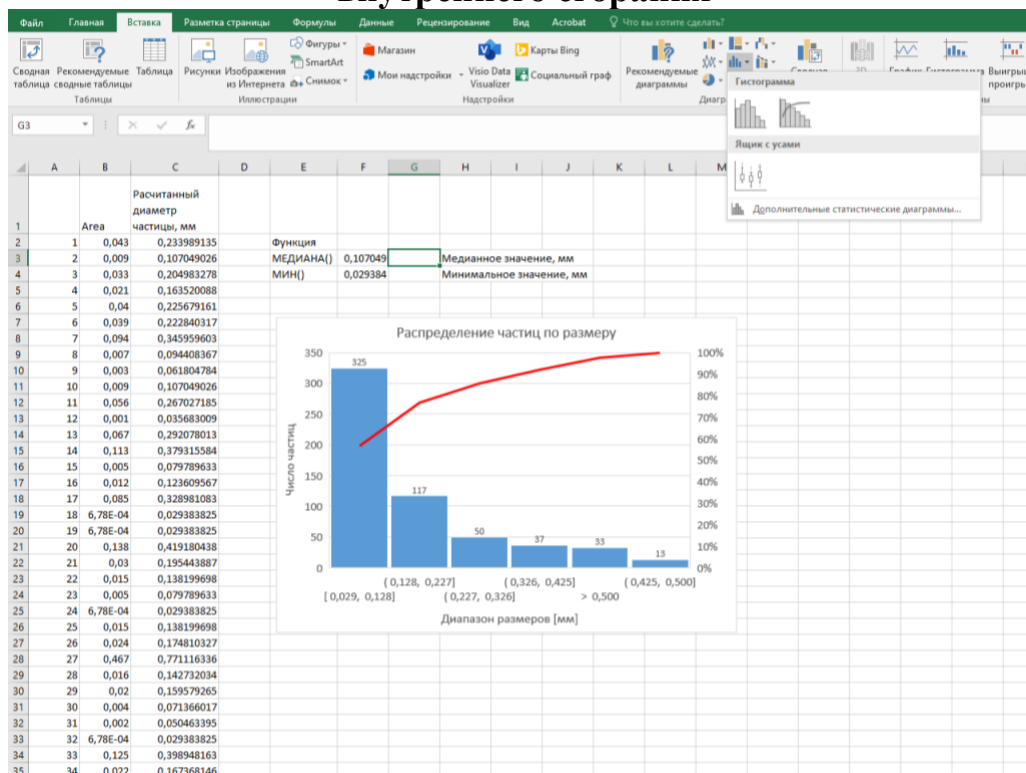 внутреннего сгорания
Файл Главная Вставка Разметка страницы Формулы Данные Рецензирование Вид Acrobat Что вы хотите сделать?
Сводная таблица
Рекомендуемые сводные таблицы
Таблица
Таблицы
Рисунки
Изображения из Интернета
Фигуры
SmartArt
Снимок
Иллюстрации
Магазин
Мои надстройки
Visio Data Visualizer
Карты Bing
Социальный граф
Надстройки
Рекомендуемые диаграммы
Гистограмма
Ящик с усами
Дополнительные статистические диаграммы...
G3 fx
A B C D E F G H I J K L M
1 Area Расчитанный диаметр частицы, мм
2 1 0,043 0,233989135 Функция
3 2 0,009 0,107049026 МЕДИАНА() 0,107049 Медианное значение, мм
4 3 0,033 0,204983278 МИН() 0,029384 Минимальное значение, мм
5 4 0,021 0,163520088
6 5 0,04 0,225679161
7 6 0,039 0,222840317
8 7 0,094 0,345959603
9 8 0,007 0,094408367
10 9 0,003 0,061804784
11 10 0,009 0,107049026
12 11 0,056 0,267027185
13 12 0,001 0,035683009
14 13 0,067 0,292078013
15 14 0,113 0,379315584
16 15 0,005 0,079789633
17 16 0,012 0,123609567
18 17 0,085 0,328981083
19 18 6,78E-04 0,029383825
20 19 6,78E-04 0,029383825
21 20 0,138 0,419180438
22 21 0,03 0,195443887
23 22 0,015 0,138199698
24 23 0,005 0,079789633
25 24 6,78E-04 0,029383825
26 25 0,015 0,138199698
27 26 0,024 0,174810327
28 27 0,467 0,771116336
29 28 0,016 0,142732034
30 29 0,02 0,159579265
31 30 0,004 0,071366017
32 31 0,002 0,050463395
33 32 6,78E-04 0,029383825
34 33 0,125 0,398948163
35 34 0,022 0,167368146
Распределение частиц по размеру
Число частиц
350
300
250
200
150
100
50
0
325
117
50
37
33
13
100%
90%
80%
70%
60%
50%
40%
30%
20%
10%
0%
( 0,128, 0,227] ( 0,326, 0,425] ( 0,425, 0,500]
[ 0,029, 0,128] ( 0,227, 0,326] > 0,500
Диапазон размеров [мм]